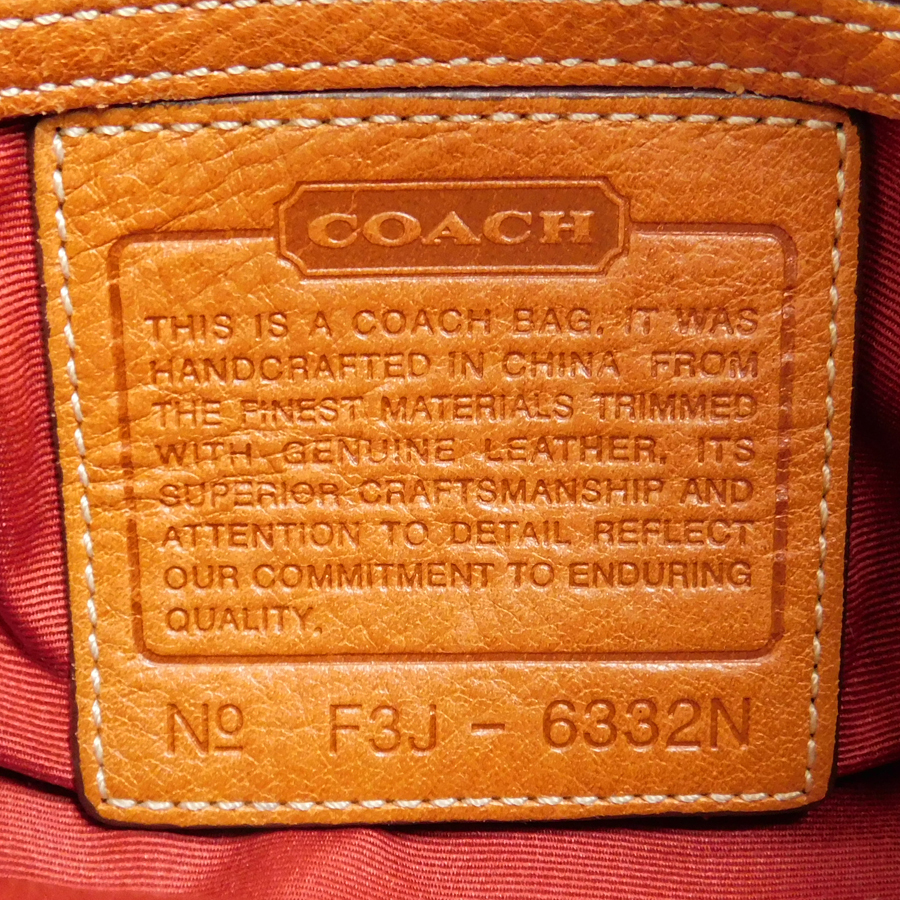 COACH
THIS IS A COACH BAG. IT WAS
HANDCRAFTED IN CHINA FROM
THE FINEST MATERIALS TRIMMED
WITH GENUINE LEATHER. ITS
SUPERIOR CRAFTSMANSHIP AND
ATTENTION TO DETAIL REFLECT
OUR COMMITMENT TO ENDURING
QUALITY.
Nº F3J - 6332N